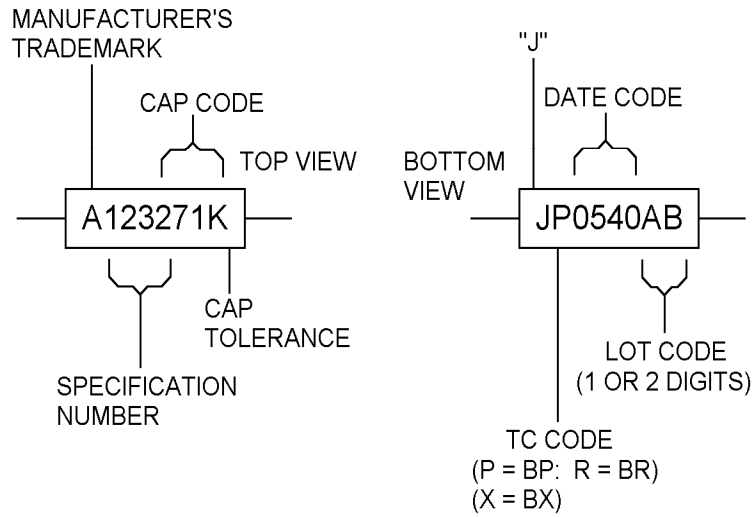 MANUFACTURER'S
TRADEMARK
CAP CODE
TOP VIEW
A123271K
CAP
TOLERANCE
SPECIFICATION
NUMBER
"J"
DATE CODE
BOTTOM
VIEW
JP0540AB
LOT CODE
(1 OR 2 DIGITS)
TC CODE
(P = BP: R = BR)
(X = BX)